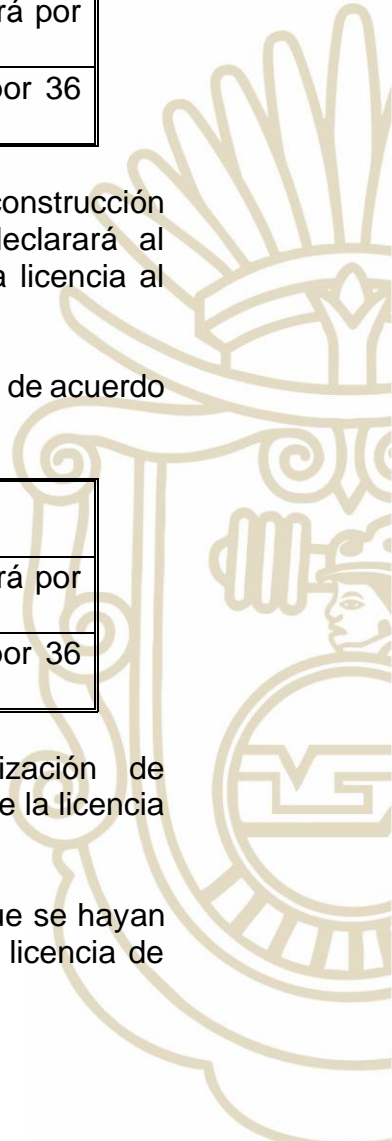 rá por
por 36
construcción
declarará al
a licencia al
de acuerdo
rá por
por 36
ización de
e la licencia
ue se hayan
licencia de